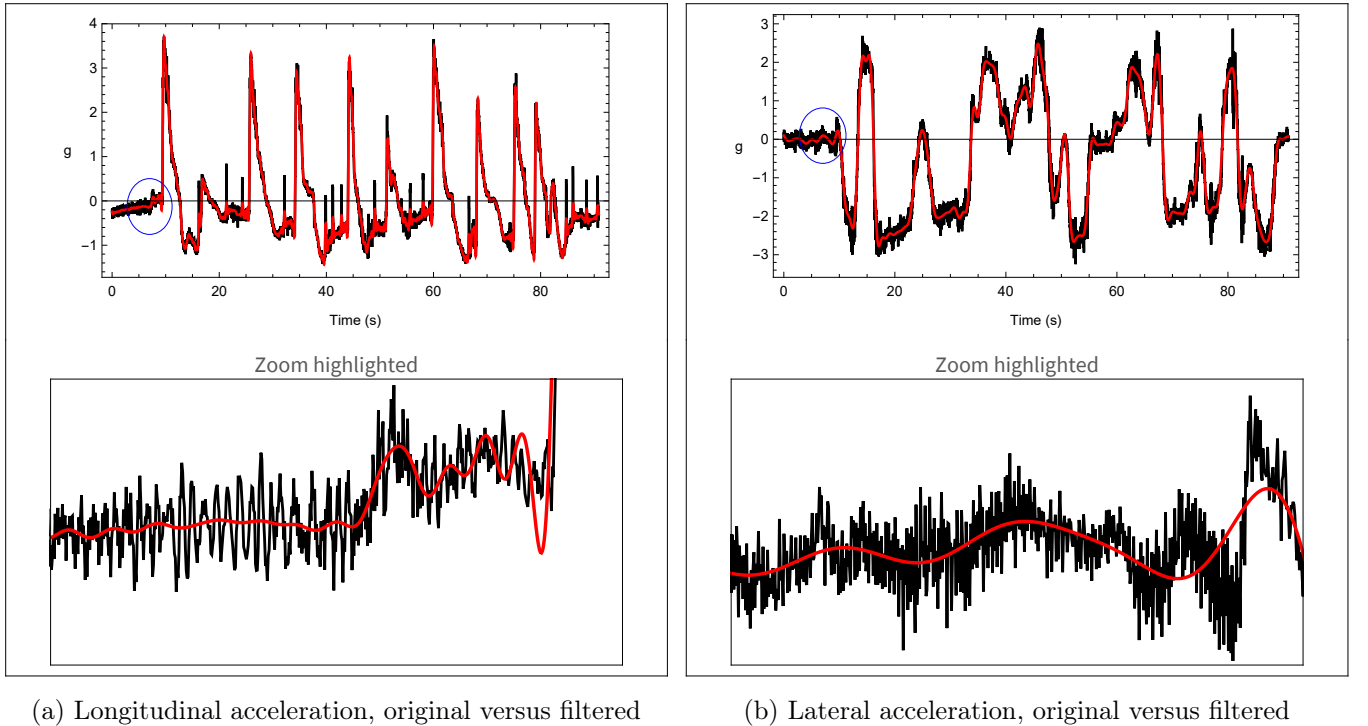 4
3
2
1
0
−1
g
0
20
40
60
80
Time (s)
Zoom highlighted
(a) Longitudinal acceleration, original versus filtered
3
2
1
0
−1
−2
−3
g
0
20
40
60
80
Time (s)
Zoom highlighted
(b) Lateral acceleration, original versus filtered